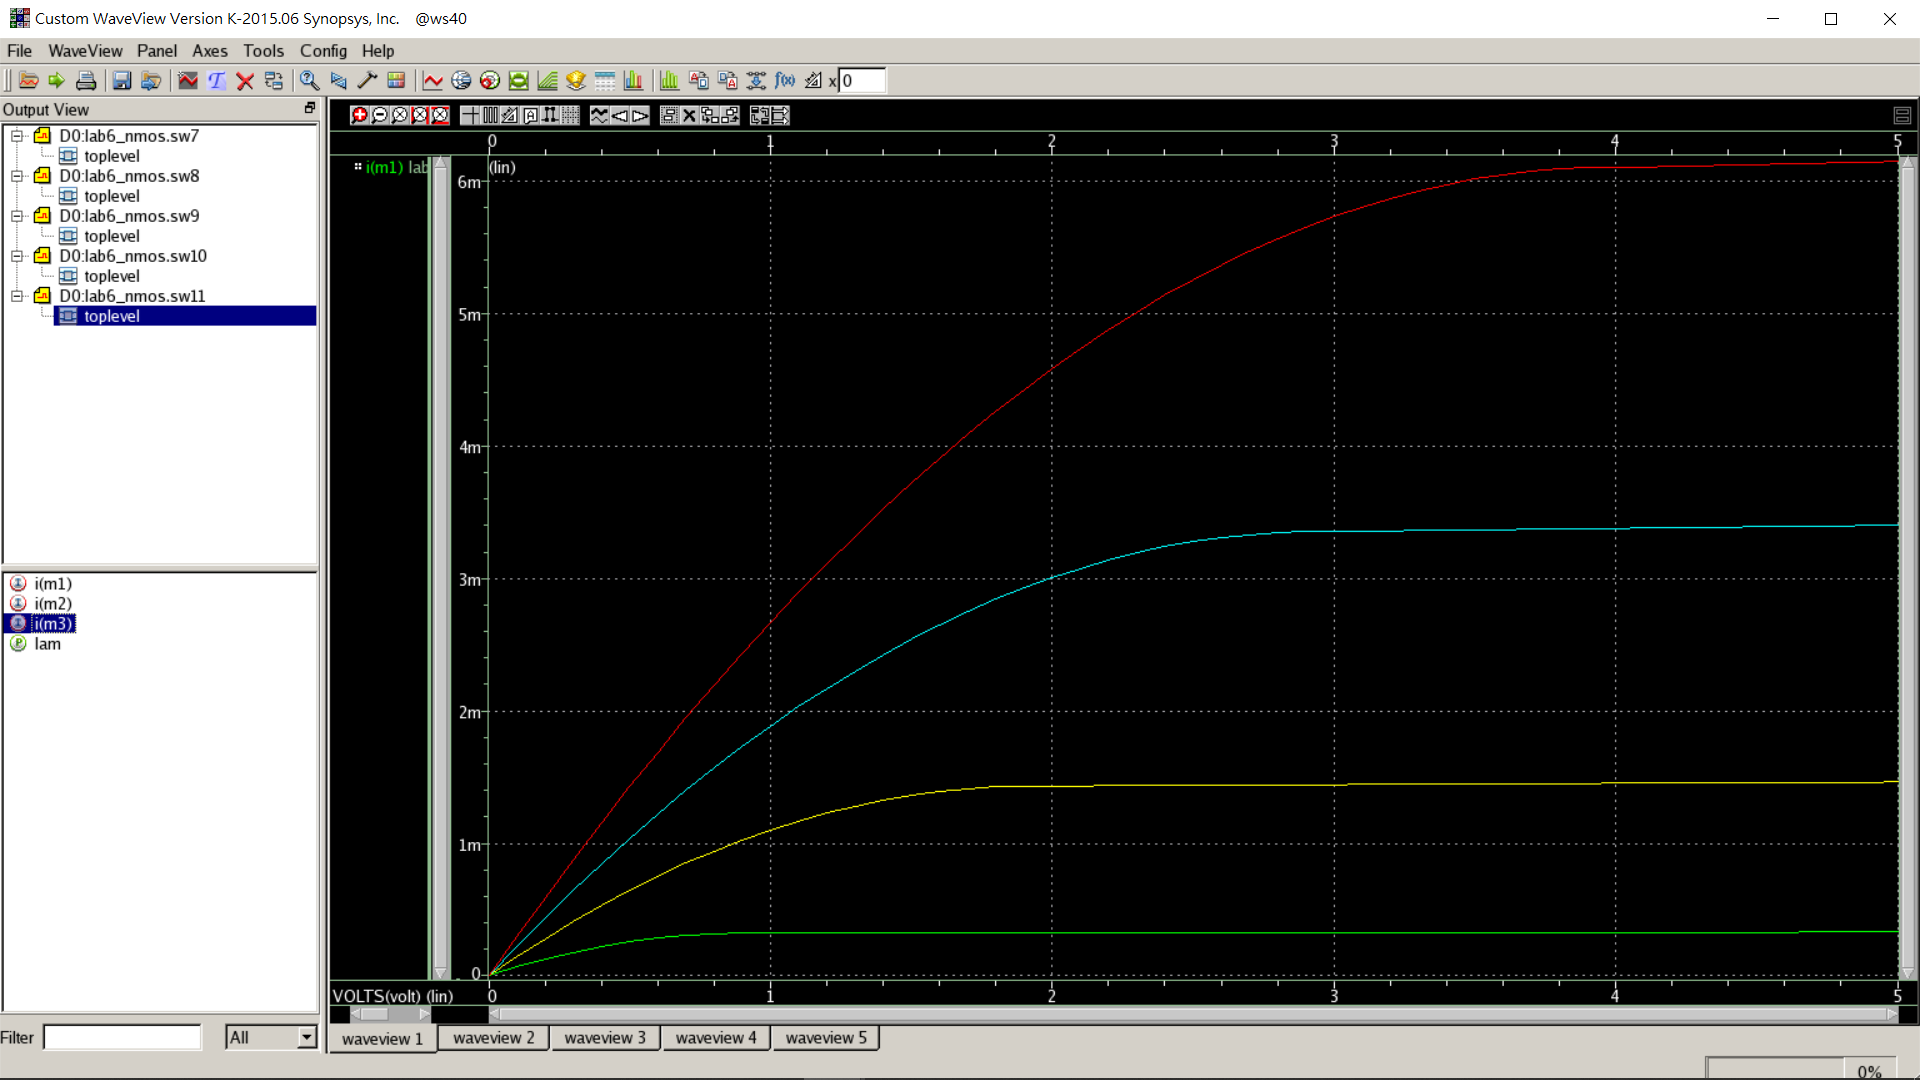 Custom WaveView Version K-2015.06 Synopsys, Inc.    @ws40
File WaveView Panel Axes Tools Config Help
x 0
Output View
D0:lab6_nmos.sw7
toplevel
D0:lab6_nmos.sw8
toplevel
D0:lab6_nmos.sw9
toplevel
D0:lab6_nmos.sw10
toplevel
D0:lab6_nmos.sw11
toplevel
i(m1)
i(m2)
i(m3)
lam
Filter
All
0 1 2 3 4 5
i(m1) lab
(lin)
6m
5m
4m
3m
2m
1m
0
VOLTS(volt) (lin) 0 1 2 3 4 5
waveview 1 waveview 2 waveview 3 waveview 4 waveview 5
0%